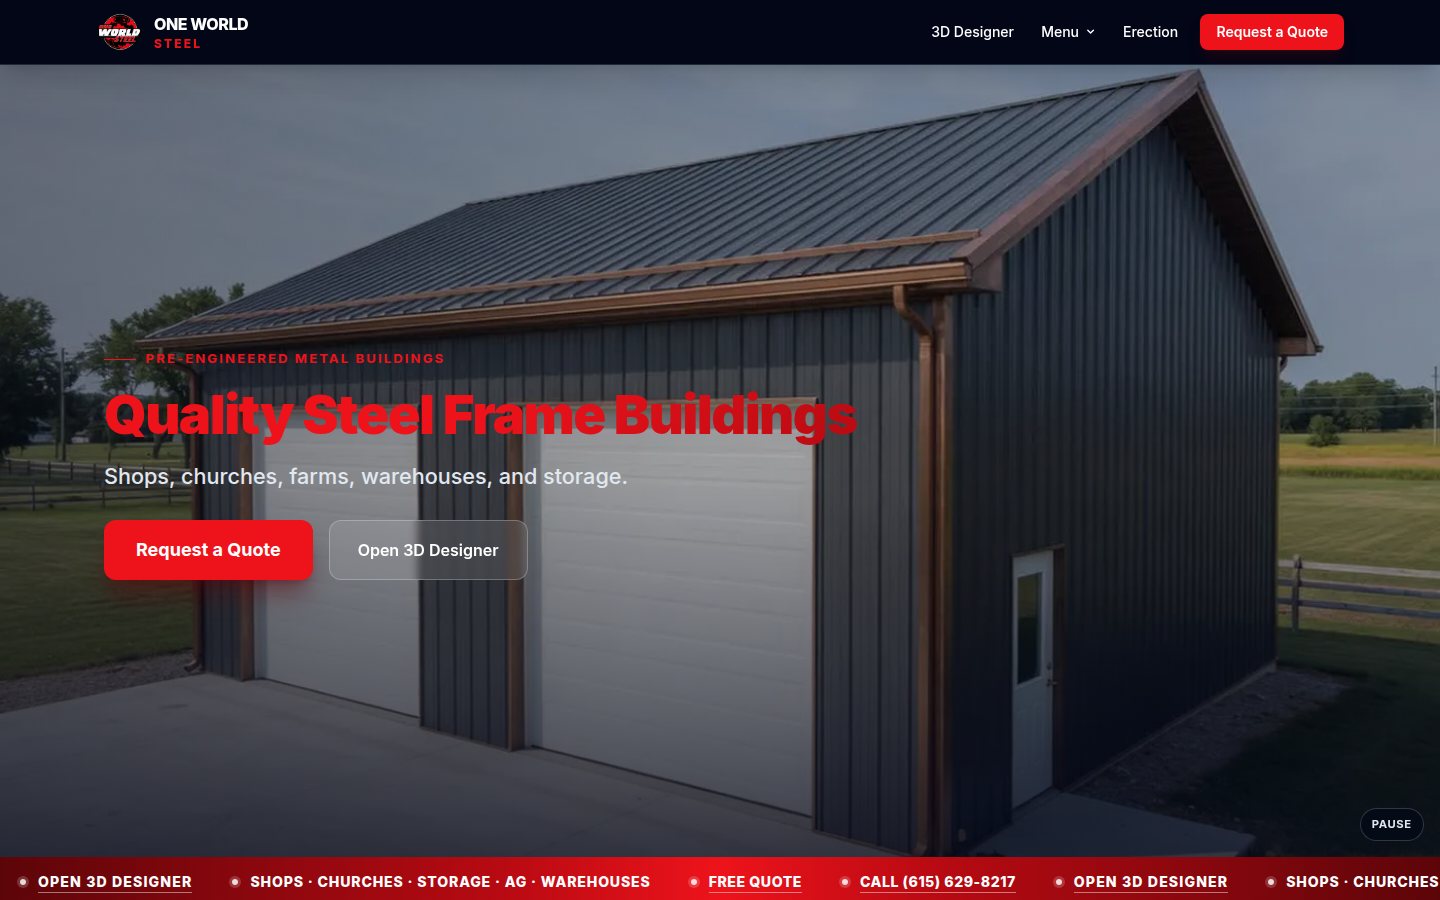 WORLD
STEEL
ONE WORLD
STEEL
3D Designer
Menu
Erection
Request a Quote
PRE-ENGINEERED METAL BUILDINGS
Quality Steel Frame Buildings
Shops, churches, farms, warehouses, and storage.
Request a Quote
Open 3D Designer
PAUSE
OPEN 3D DESIGNER
SHOPS · CHURCHES · STORAGE · AG · WAREHOUSES
FREE QUOTE
CALL (615) 629-8217
OPEN 3D DESIGNER
SHOPS · CHURCHES